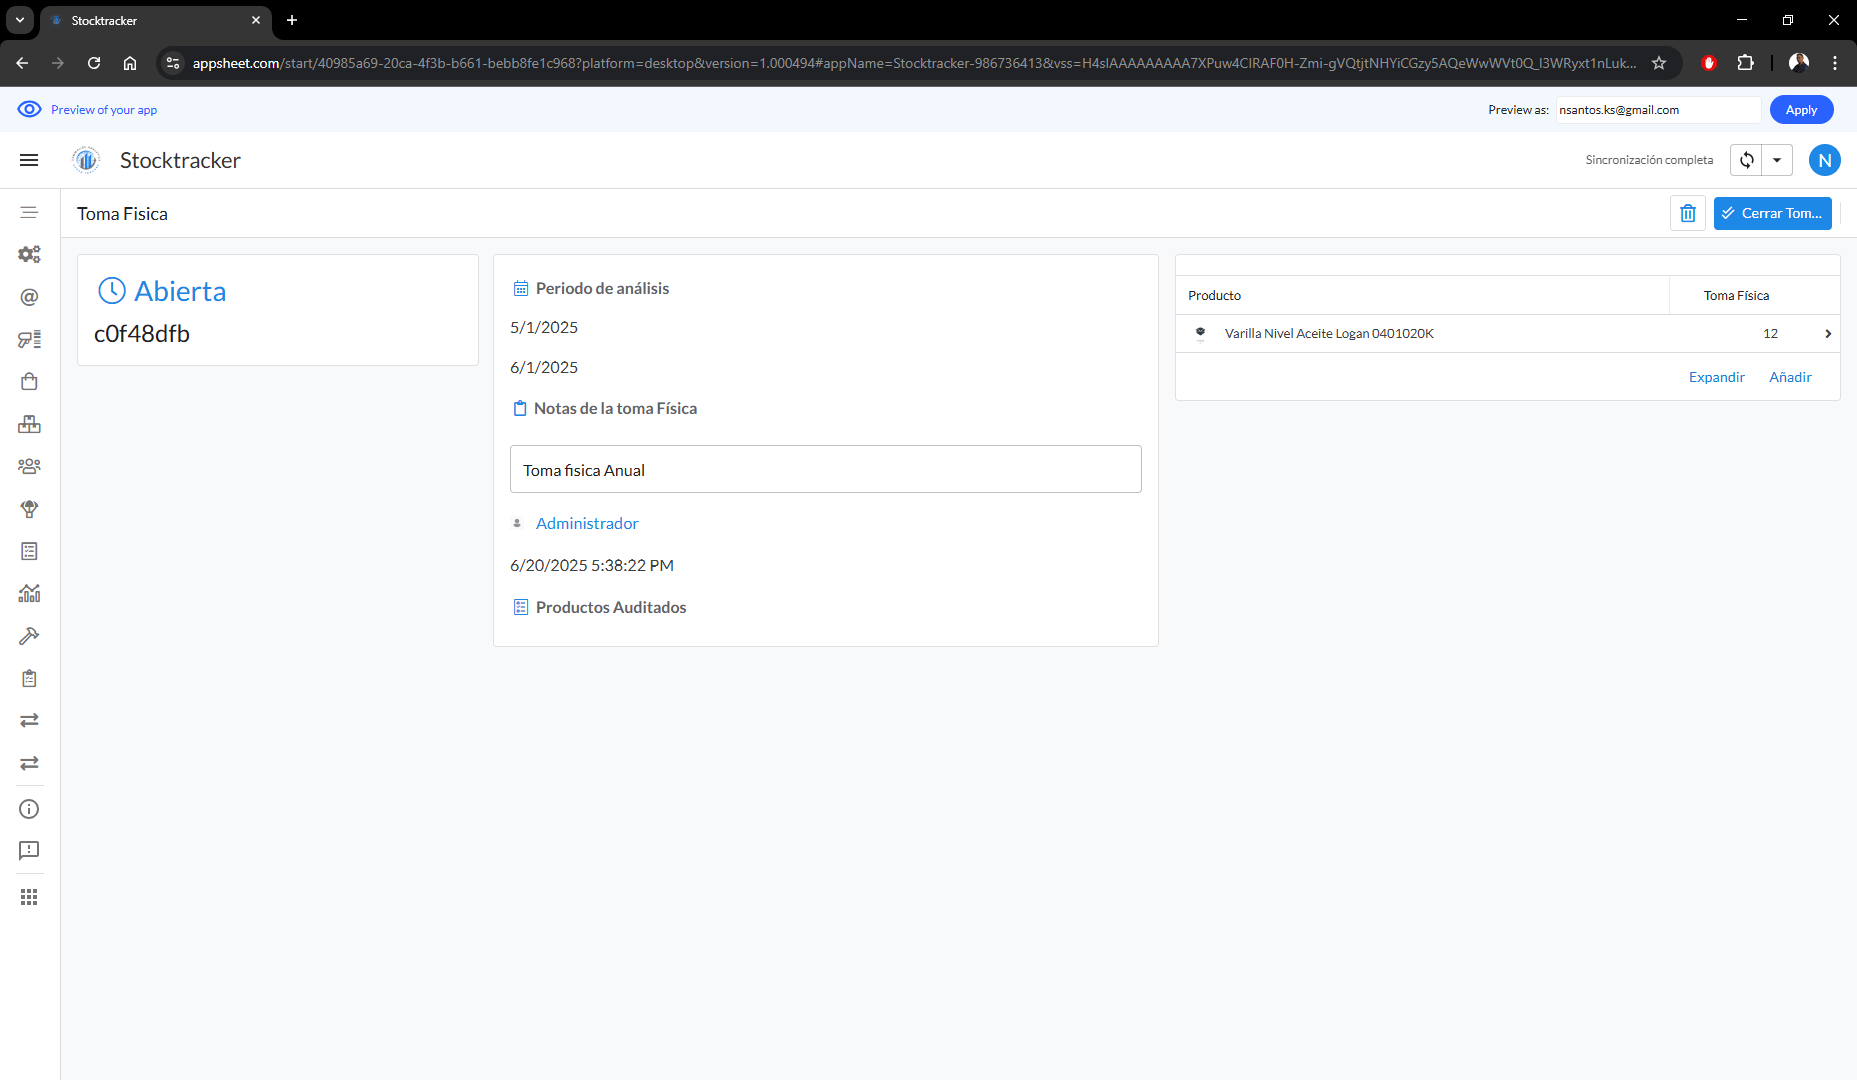 Stocktracker
appsheet.com/start/40985a69-20ca-4f3b-b661-bebb8fe1c968?platform=desktop&version=1.000494#appName=Stocktracker-986736413&vss=H4sIAAAAAAAAA7XPuw4CIRAF0H-Zmi-gVQtjtNHYiCGzy5AQeWwWVt0Q_I3WRyxt1nLuk...
Preview of your app
Preview as:
nsantos.ks@gmail.com
Apply
Stocktracker
Sincronización completa
N
Toma Fisica
Cerrar Tom...
Abierta
c0f48dfb
Periodo de análisis
5/1/2025
6/1/2025
Notas de la toma Física
Toma fisica Anual
Administrador
6/20/2025 5:38:22 PM
Productos Auditados
Producto
Toma Física
Varilla Nivel Aceite Logan 0401020K
12
Expandir
Añadir